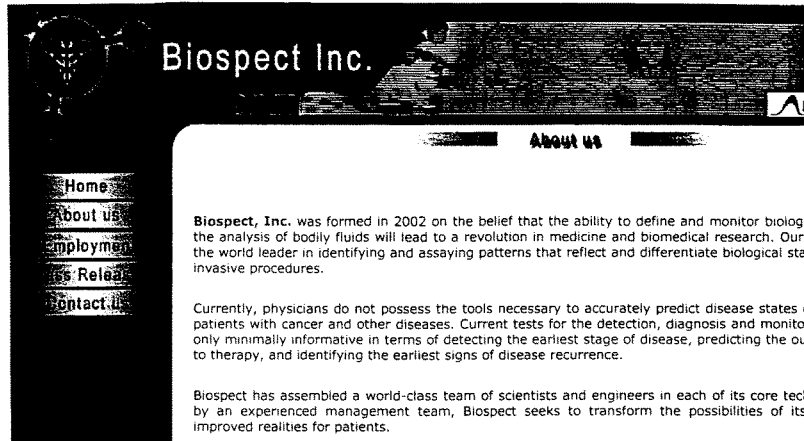 Biospect Inc.
About us
Home
About us
mployme
ss Relea
ontact u
Biospect, Inc. was formed in 2002 on the belief that the ability to define and monitor biolog
the analysis of bodily fluids will lead to a revolution in medicine and biomedical research. Our
the world leader in identifying and assaying patterns that reflect and differentiate biological sta
invasive procedures.
Currently, physicians do not possess the tools necessary to accurately predict disease states
patients with cancer and other diseases. Current tests for the detection, diagnosis and monito
only minimally informative in terms of detecting the earliest stage of disease, predicting the ou
to therapy, and identifying the earliest signs of disease recurrence.
Biospect has assembled a world-class team of scientists and engineers in each of its core tec
by an experienced management team, Biospect seeks to transform the possibilities of its
improved realities for patients.